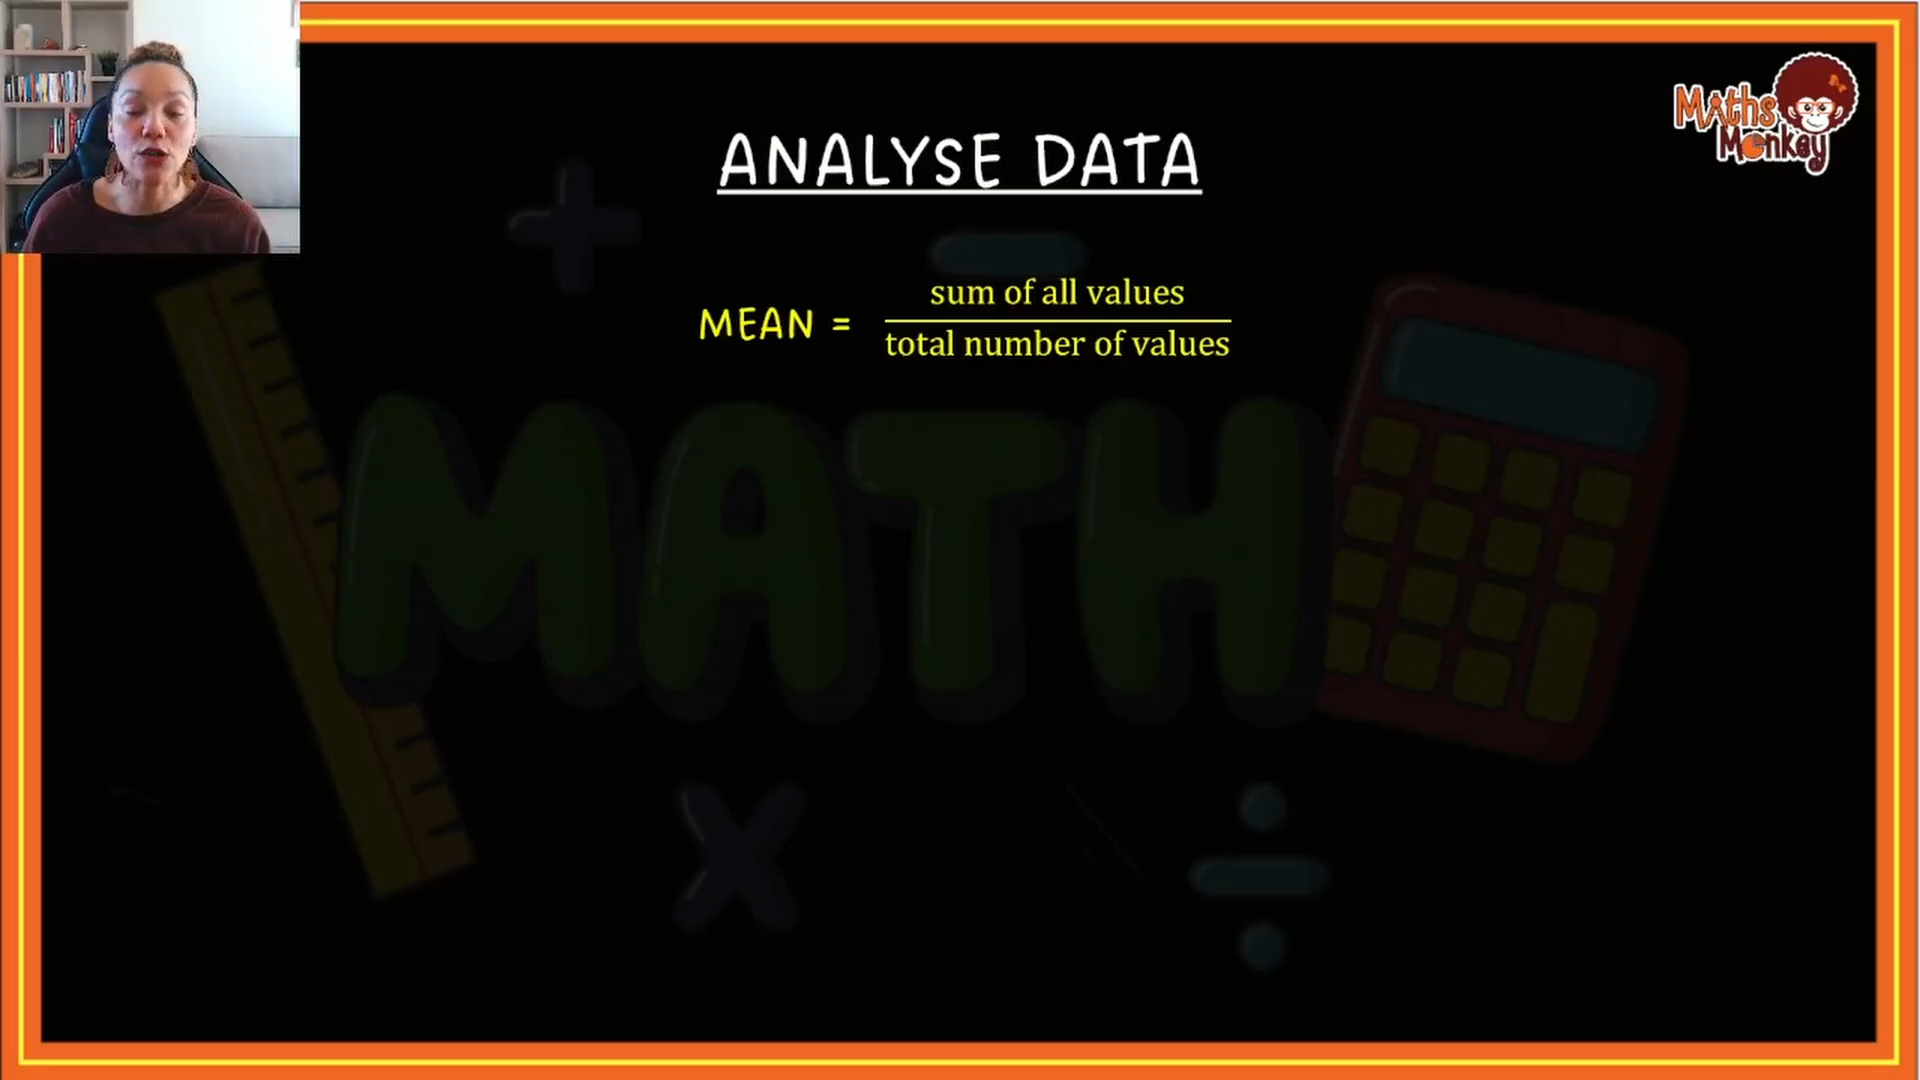 Maths
Monkey
ANALYSE DATA
MEAN = sum of all values
total number of values
MATH